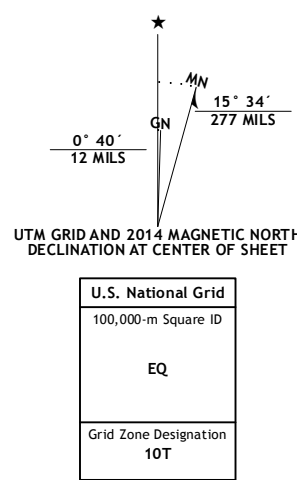 ★
MN
GN
15° 34´
277 MILS
0° 40´
12 MILS
UTM GRID AND 2014 MAGNETIC NORTH
DECLINATION AT CENTER OF SHEET
U.S. National Grid
100,000-m Square ID
EQ
Grid Zone Designation
10T